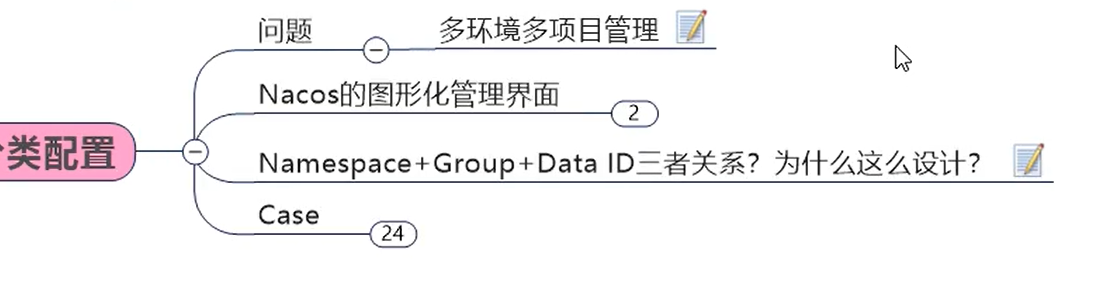 问题
多环境多项目管理
Nacos的图形化管理界面
2
类配置
Namespace+Group+Data ID三者关系？为什么这么设计？
Case
24